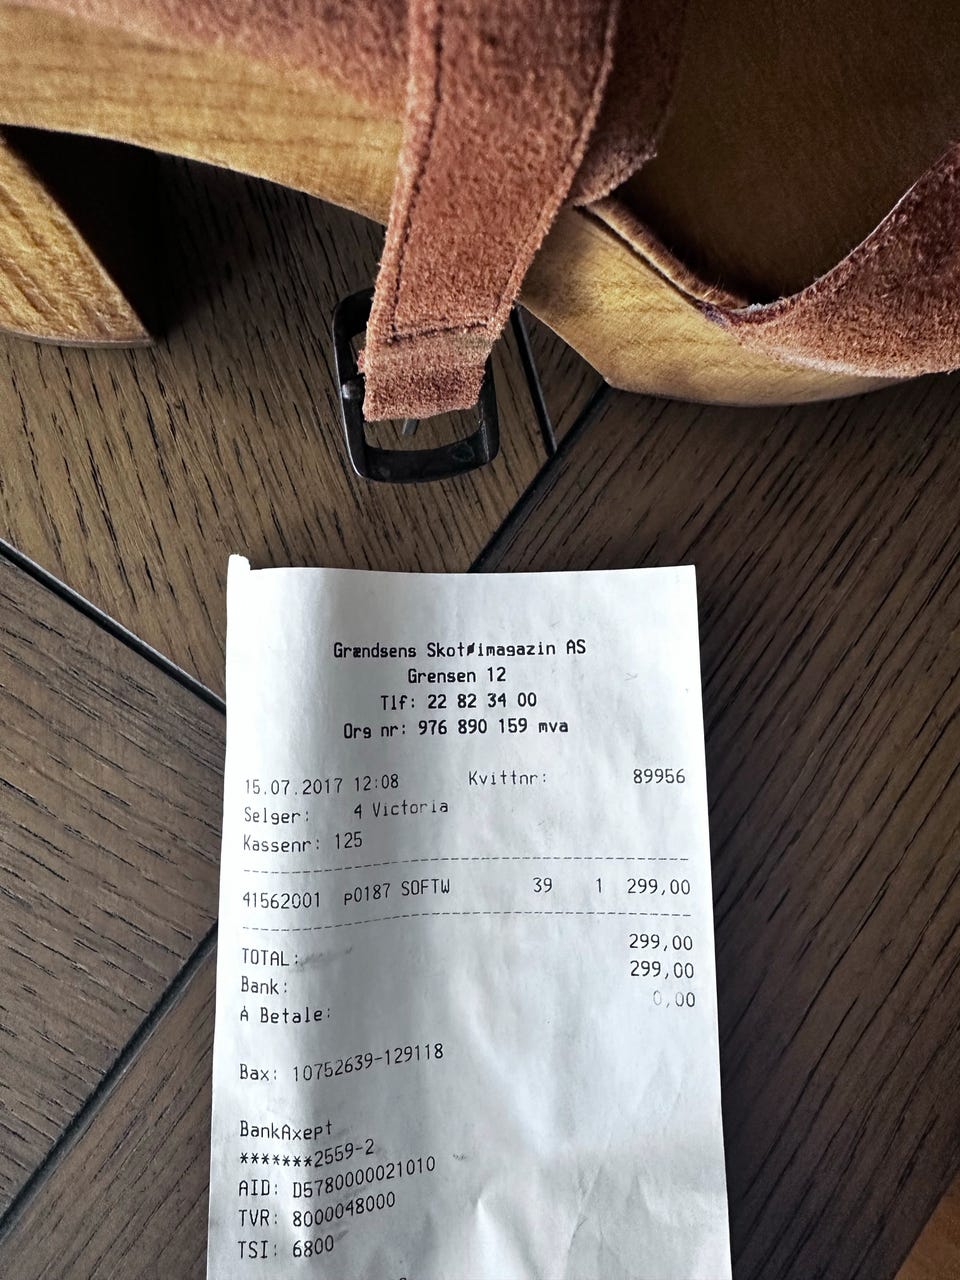 Grændsens Skotøimagazin AS
Grensen 12
Tlf: 22 82 34 00
Org nr: 976 890 159 mva
15.07.2017 12:08 Kvittnr: 89956
Selger: 4 Victoria
Kassenr: 125
41562001 p0187 SOFTW 39 1 299,00
TOTAL: 299,00
Bank: 299,00
À Betale: 0,00
Bax: 10752639-129118
BankAxept
*******2559-2
AID: D5780000021010
TVR: 8000048000
TSI: 6800